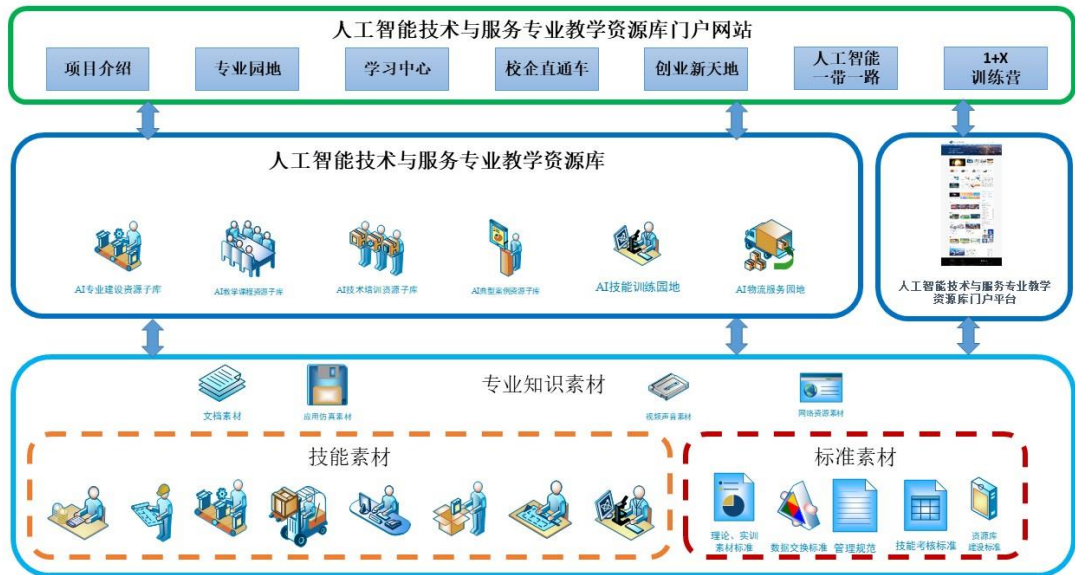 人工智能技术与服务专业教学资源库门户网站
项目介绍
专业园地
学习中心
校企直通车
创业新天地
人工智能
一带一路
1+X
训练营
人工智能技术与服务专业教学资源库
AI专业建设资源子库
AI教学课程资源子库
AI技术培训资源子库
AI典型案例资源子库
AI技能训练园地
AI物流服务园地
人工智能技术与服务专业教学
资源库门户平台
专业知识素材
文档素材
应用仿真素材
视频声音素材
网络资源素材
技能素材
标准素材
理论、实训
素材标准
数据交换标准
管理规范
技能考核标准
资源库
建设标准